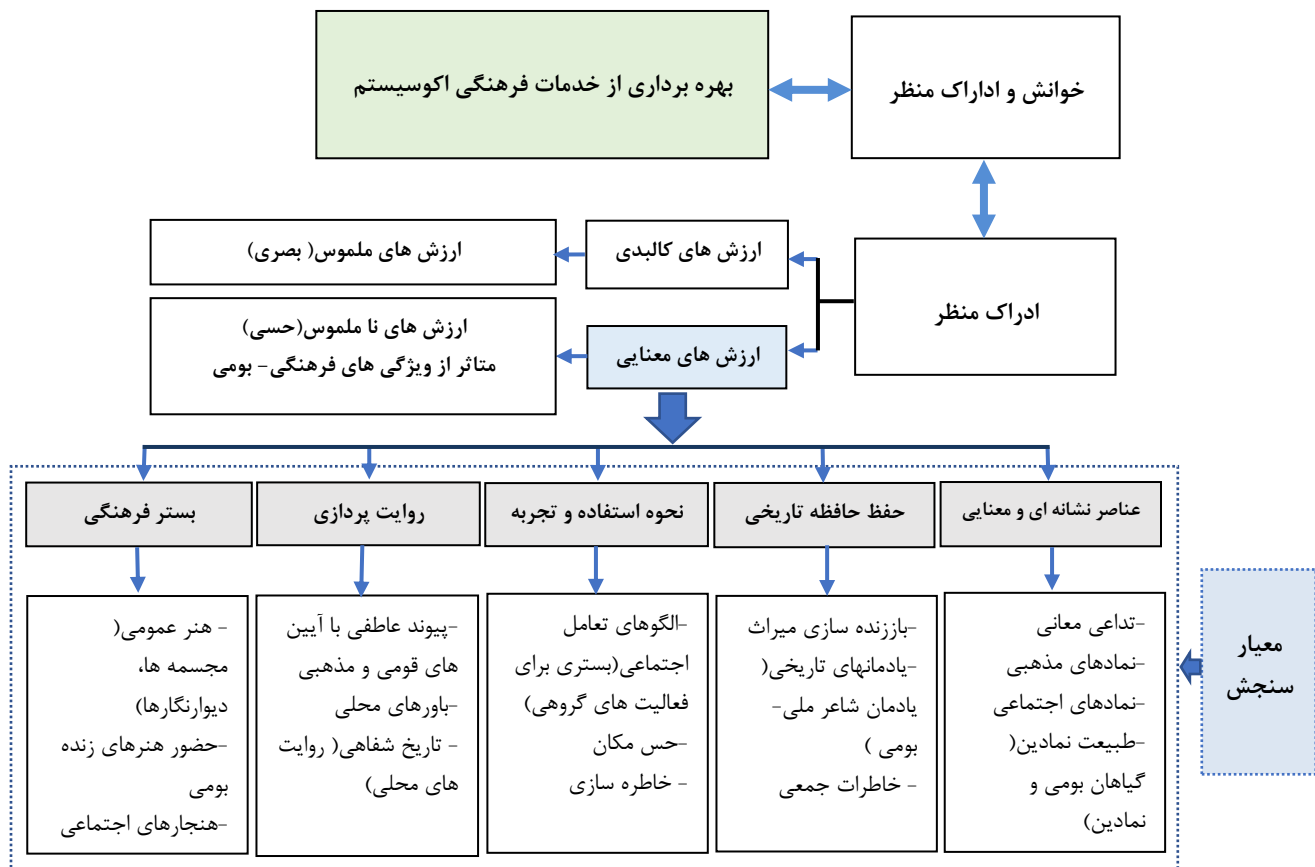 خوانش و اداراک منظر
بهره برداری از خدمات فرهنگی اکوسیستم
ادراک منظر
ارزش های کالبدی
ارزش های ملموس( بصری)
ارزش های معنایی
ارزش های نا ملموس(حسی)
متاثر از ویژگی های فرهنگی- بومی
عناصر نشانه ای و معنایی
حفظ حافظه تاریخی
نحوه استفاده و تجربه
روایت پردازی
بستر فرهنگی
-تداعی معانی
-نمادهای مذهبی
-نمادهای اجتماعی
-طبیعت نمادین(
گیاهان بومی و
نمادین)
-باززنده سازی میراث
-یادمانهای تاریخی(
یادمان شاعر ملی-
بومی )
- خاطرات جمعی
-الگوهای تعامل
اجتماعی(بستری برای
فعالیت های گروهی)
-حس مکان
- خاطره سازی
-پیوند عاطفی با آیین
های قومی و مذهبی
-باورهای محلی
- تاریخ شفاهی( روایت
های محلی)
- هنر عمومی(
مجسمه ها،
دیوارنگارها)
-حضور هنرهای زنده
بومی
-هنجارهای اجتماعی
معیار
سنجش